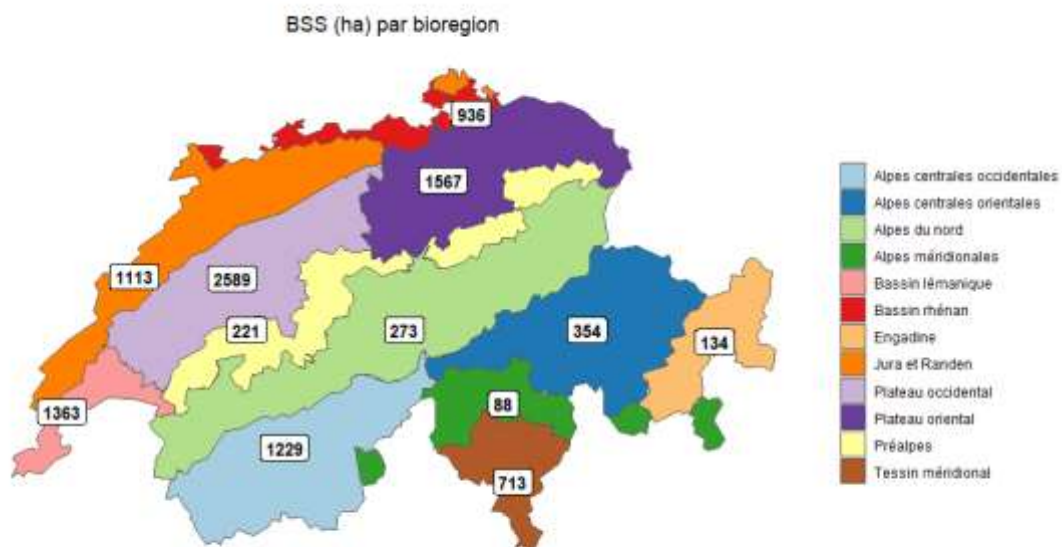 BSS (ha) par bioregion
936
1567
1113
2589
221
273
354
134
1363
88
1229
713
Alpes centrales occidentales
Alpes centrales orientales
Alpes du nord
Alpes méridionales
Bassin lémanique
Bassin rhénan
Engadine
Jura et Randen
Plateau occidental
Plateau oriental
Préalpes
Tessin méridional